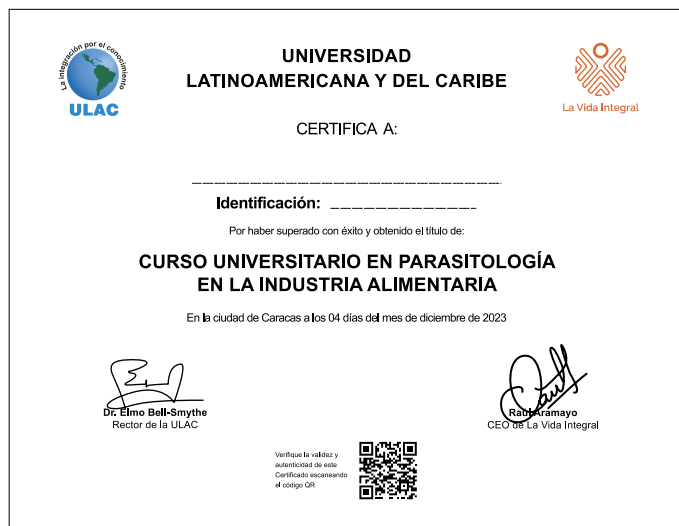 La integración por el conocimiento
ULAC
UNIVERSIDAD
LATINOAMERICANA Y DEL CARIBE
La Vida Integral
CERTIFICA A:
Identificación:
Por haber superado con éxito y obtenido el título de:
CURSO UNIVERSITARIO EN PARASITOLOGÍA
EN LA INDUSTRIA ALIMENTARIA
En la ciudad de Caracas a los 04 días del mes de diciembre de 2023
Dr. Elmo Bell-Smythe
Rector de la ULAC
Raúl Aramayo
CEO de La Vida Integral
Verifique la validez y
autenticidad de este
Certificado escaneando
el código QR